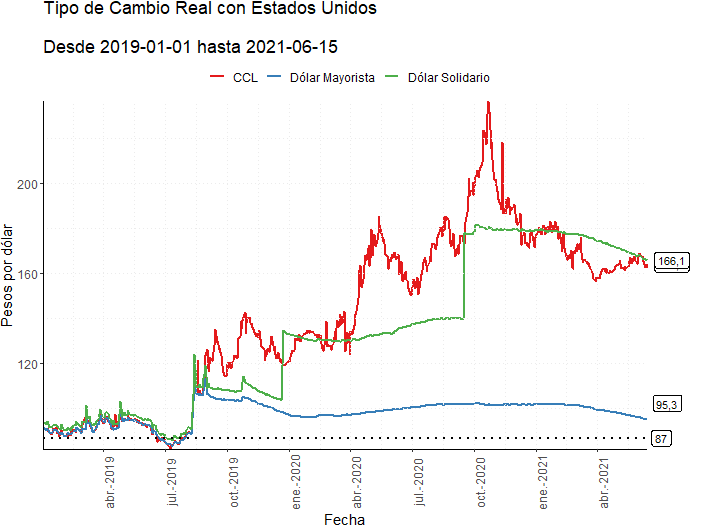 Tipo de Cambio Real con Estados Unidos
Desde 2019-01-01 hasta 2021-06-15
CCL Dólar Mayorista Dólar Solidario
Pesos por dólar
200
160
120
166,1
95,3
87
abr.-2019 jul.-2019 oct.-2019 ene.-2020 abr.-2020 jul.-2020 oct.-2020 ene.-2021 abr.-2021
Fecha